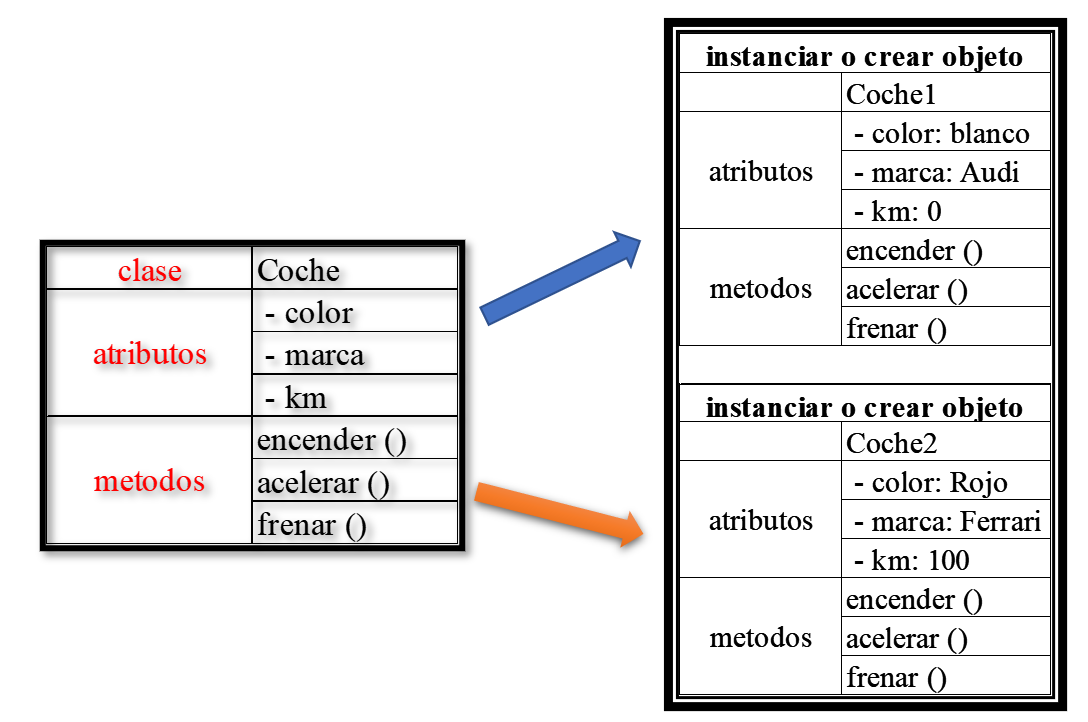 clase Coche
atributos
- color
- marca
- km
metodos
encender ()
acelerar ()
frenar ()
instanciar o crear objeto
Coche1
atributos
- color: blanco
- marca: Audi
- km: 0
metodos
encender ()
acelerar ()
frenar ()
instanciar o crear objeto
Coche2
atributos
- color: Rojo
- marca: Ferrari
- km: 100
metodos
encender ()
acelerar ()
frenar ()